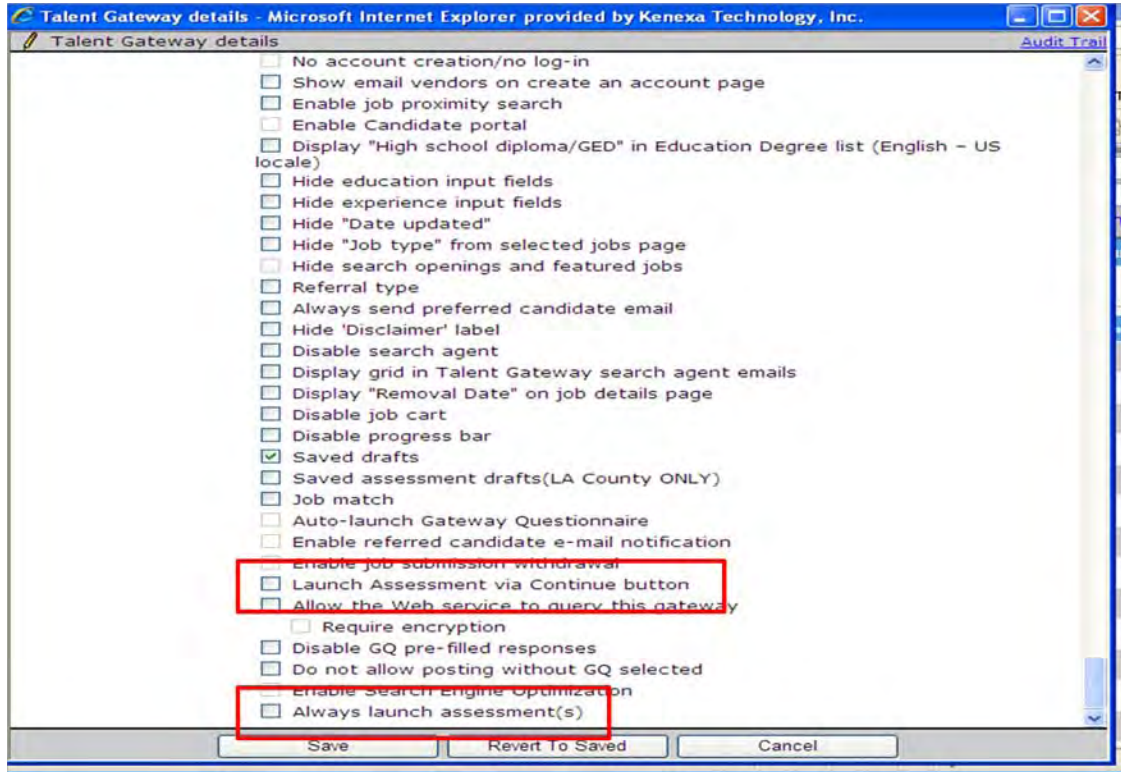 Talent Gateway details - Microsoft Internet Explorer provided by Kenexa Technology, Inc.
Talent Gateway details
Audit Trail
No account creation/no log-in
Show email vendors on create an account page
Enable job proximity search
Enable Candidate portal
Display "High school diploma/GED" in Education Degree list (English - US
locale)
Hide education input fields
Hide experience input fields
Hide "Date updated"
Hide "Job type" from selected jobs page
Hide search openings and featured jobs
Referral type
Always send preferred candidate email
Hide 'Disclaimer' label
Disable search agent
Display grid in Talent Gateway search agent emails
Display "Removal Date" on job details page
Disable job cart
Disable progress bar
Saved drafts
Saved assessment drafts(LA County ONLY)
Job match
Auto-launch Gateway Questionnaire
Enable referred candidate e-mail notification
Enable job submission withdrawal
Launch Assessment via Continue button
Allow the Web service to query this gateway
Require encryption
Disable GQ pre-filled responses
Do not allow posting without GQ selected
Enable Search Engine Optimization
Always launch assessment(s)
Save
Revert To Saved
Cancel